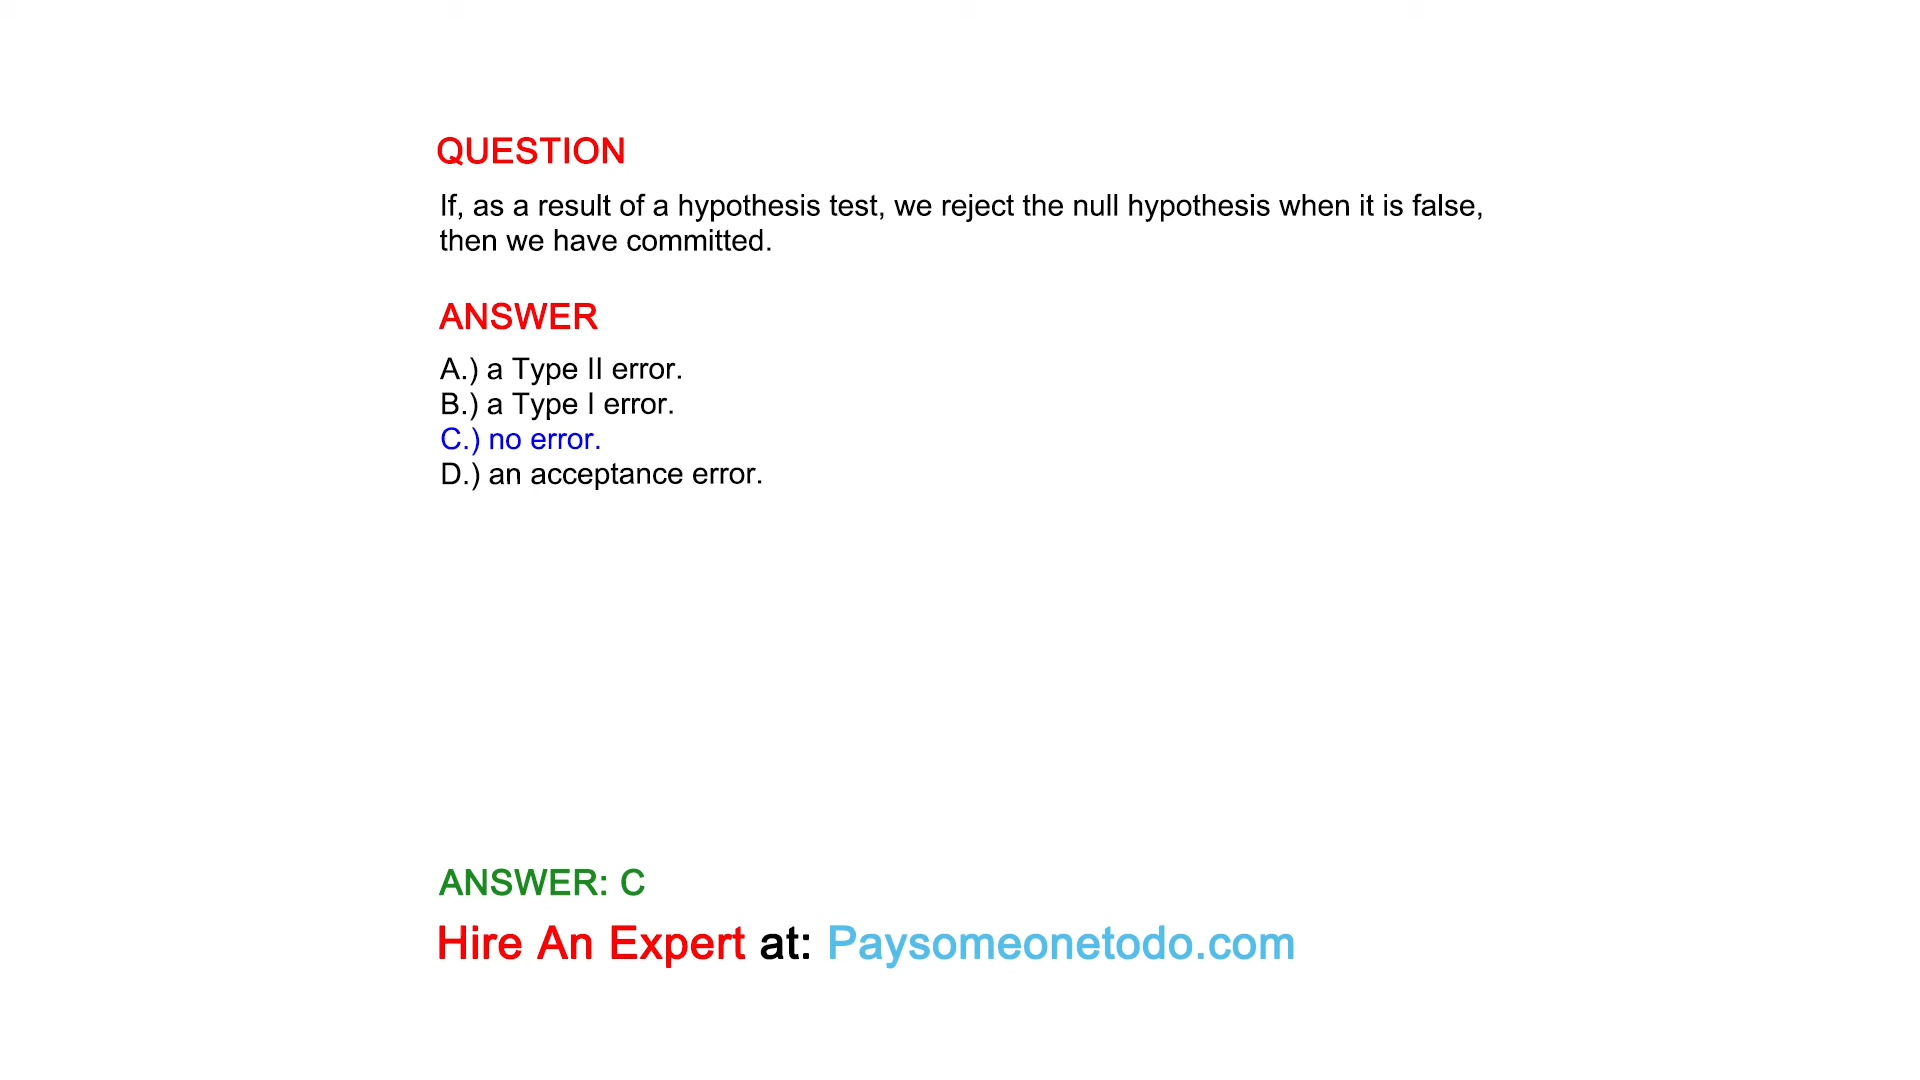 QUESTION
If, as a result of a hypothesis test, we reject the null hypothesis when it is false,
then we have committed.
ANSWER
A.) a Type II error.
B.) a Type I error.
C.) no error.
D.) an acceptance error.
ANSWER: C
Hire An Expert at: Paysomeonetodo.com